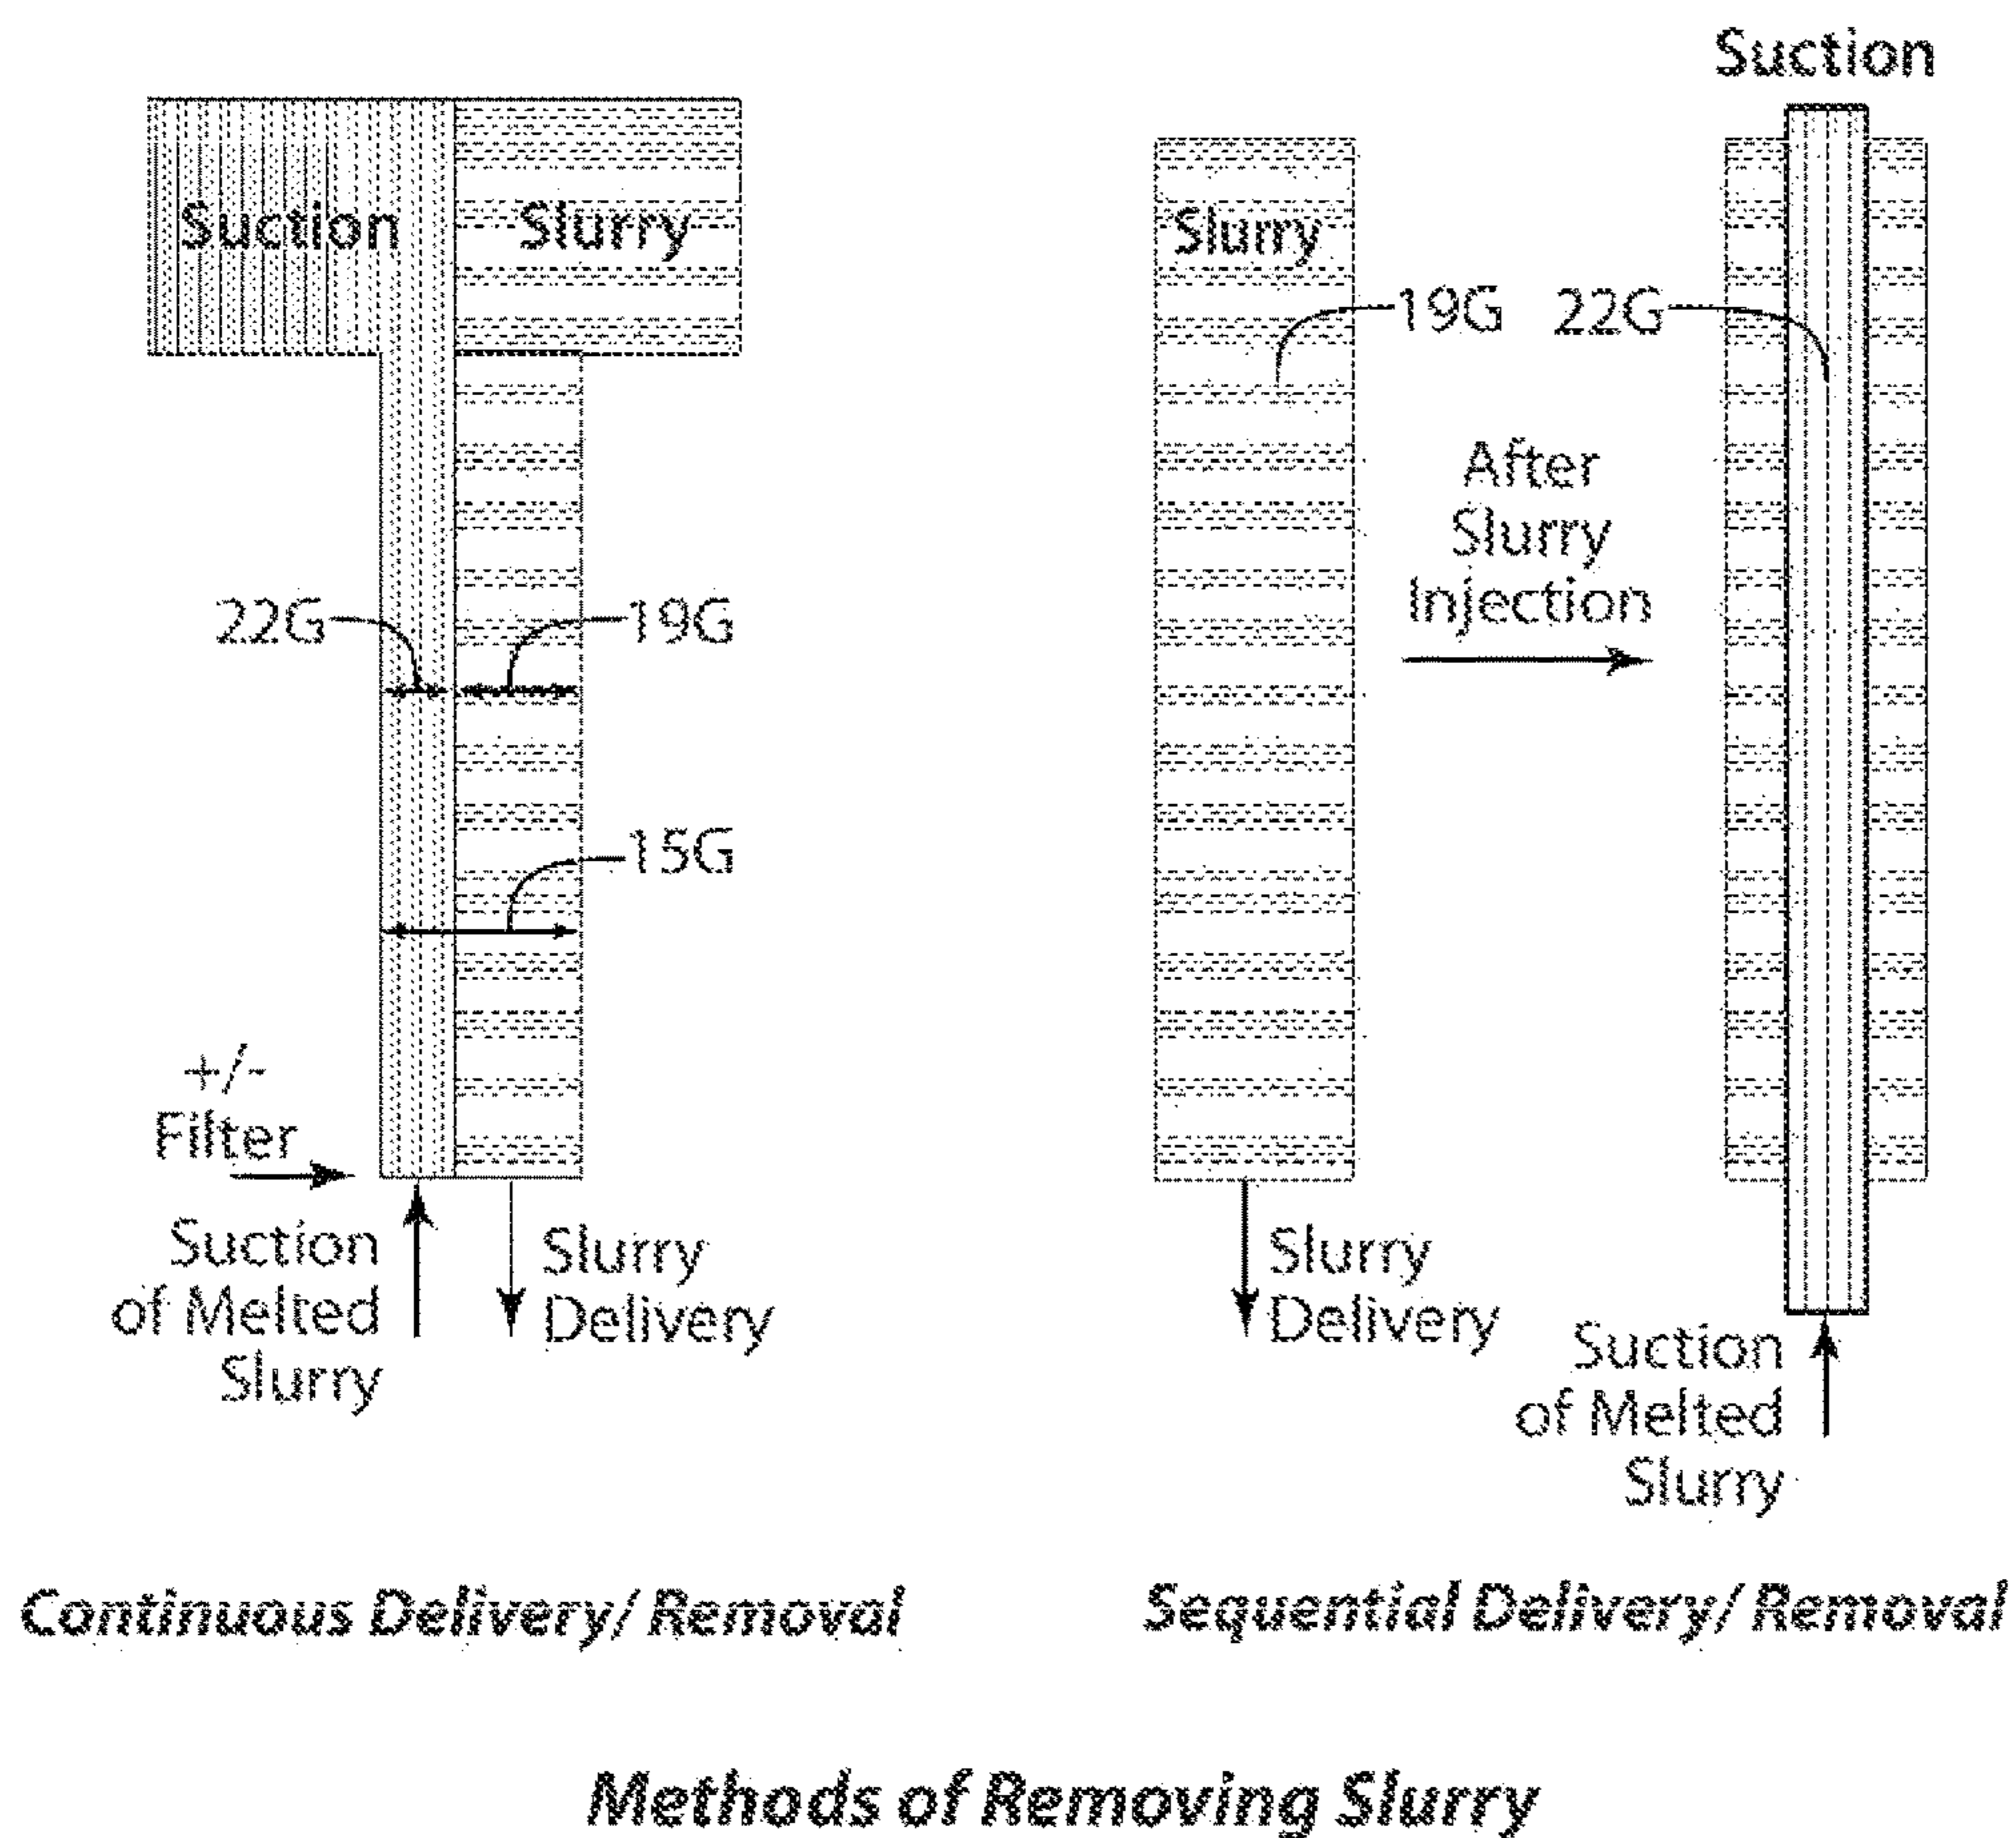 Suction
Slurry
22G
19G
15G
+/-
Filter
Suction
of Melted
Slurry
Slurry
Delivery
Continuous Delivery/ Removal
Slurry
19G
After
Slurry
Injection
Slurry
Delivery
Suction
22G
Suction
of Melted
Slurry
Sequential Delivery/ Removal
Methods of Removing Slurry